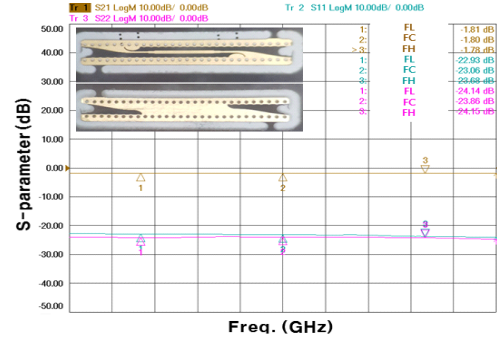 Tr 1 S21 LogM 10.00dB/ 0.00dB Tr 2 S11 LogM 10.00dB/ 0.00dB
Tr 3 S22 LogM 10.00dB/ 0.00dB
50.00
40.00
30.00
20.00
10.00
0.00
-10.00
-20.00
-30.00
-40.00
-50.00
S-parameter (dB)
1: FL -1.81 dB
2: FC -1.80 dB
>3: FH -1.78 dB
1: FL -22.93 dB
2: FC -23.06 dB
3: FH -23.68 dB
1: FL -24.14 dB
2: FC -23.86 dB
3: FH -24.15 dB
1
2
3
1
3
3
Freq. (GHz)